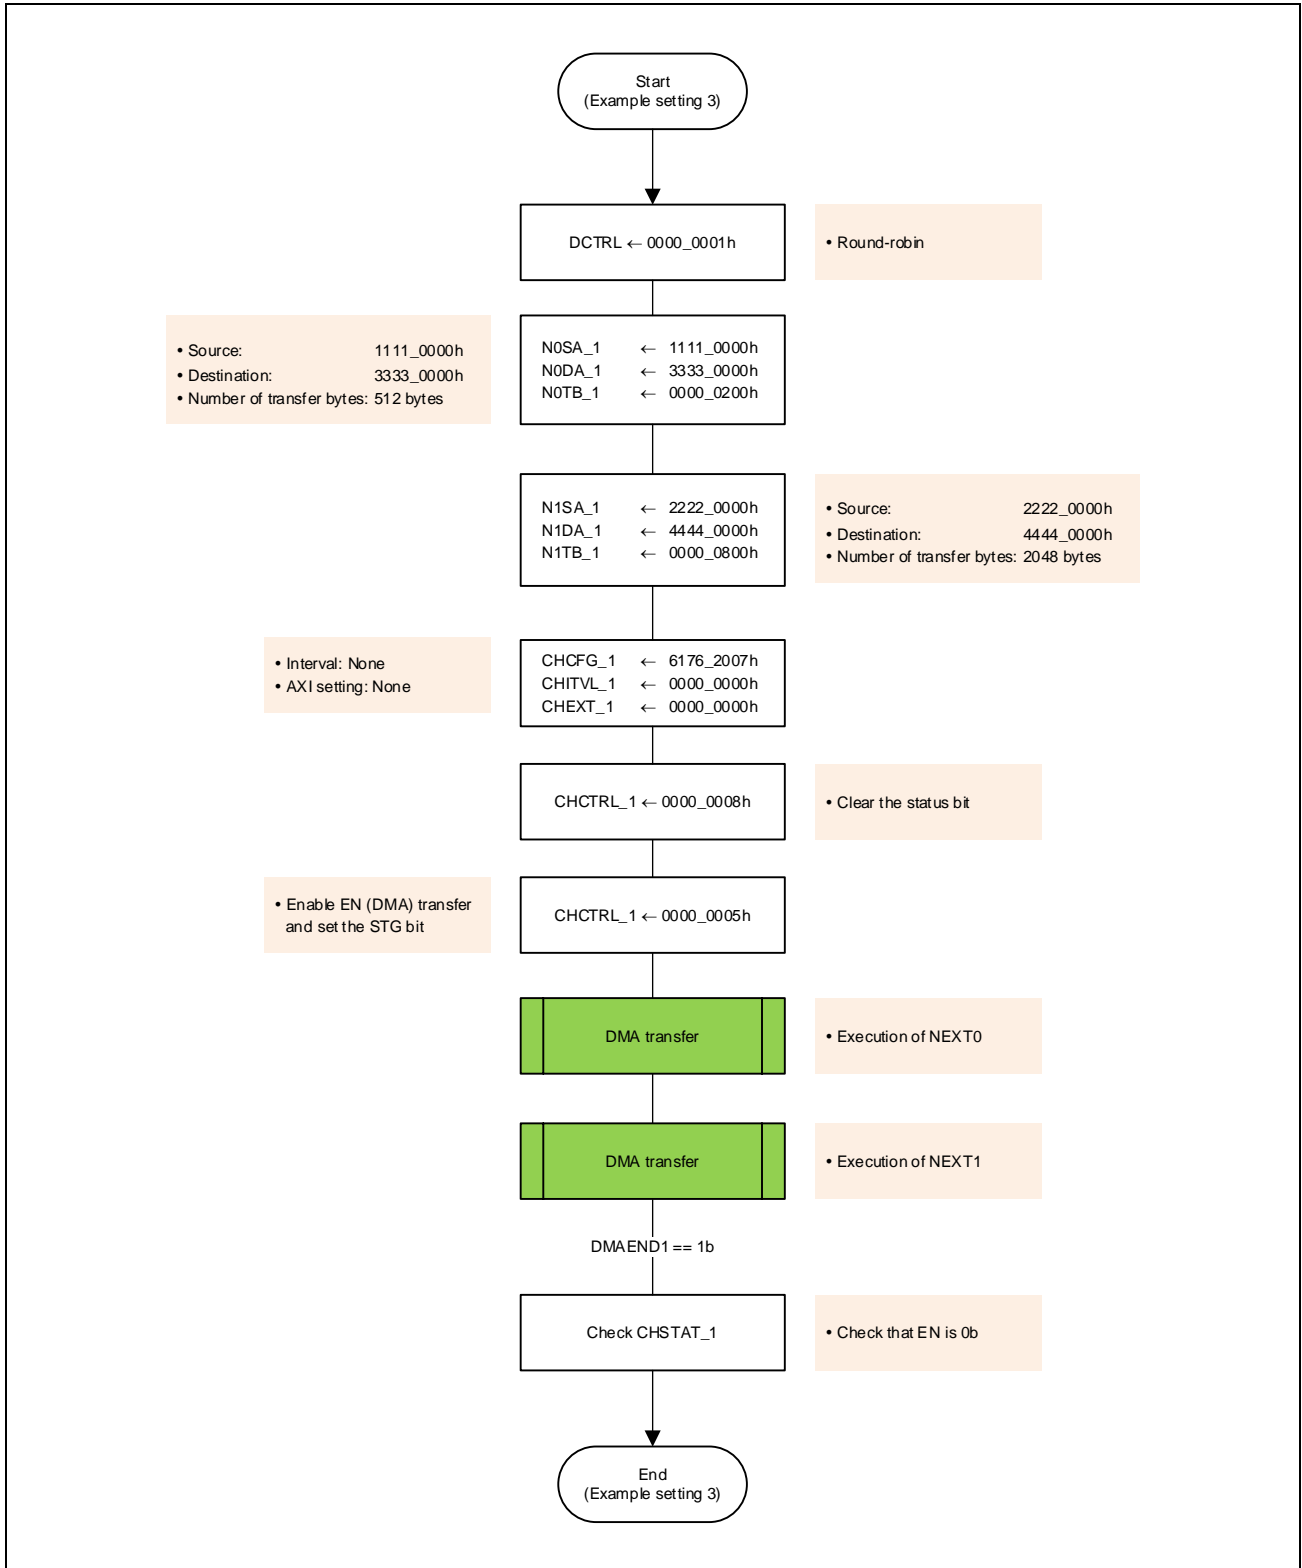 Start
(Example setting 3)
DCTRL ← 0000_0001h
• Round-robin
• Source: 1111_0000h
• Destination: 3333_0000h
• Number of transfer bytes: 512 bytes
N0SA_1 ← 1111_0000h
N0DA_1 ← 3333_0000h
N0TB_1 ← 0000_0200h
N1SA_1 ← 2222_0000h
N1DA_1 ← 4444_0000h
N1TB_1 ← 0000_0800h
• Source: 2222_0000h
• Destination: 4444_0000h
• Number of transfer bytes: 2048 bytes
• Interval: None
• AXI setting: None
CHCFG_1 ← 6176_2007h
CHITVL_1 ← 0000_0000h
CHEXT_1 ← 0000_0000h
CHCTRL_1 ← 0000_0008h
• Clear the status bit
• Enable EN (DMA) transfer
and set the STG bit
CHCTRL_1 ← 0000_0005h
DMA transfer
• Execution of NEXT0
DMA transfer
• Execution of NEXT1
DMAEND1 == 1b
Check CHSTAT_1
• Check that EN is 0b
End
(Example setting 3)